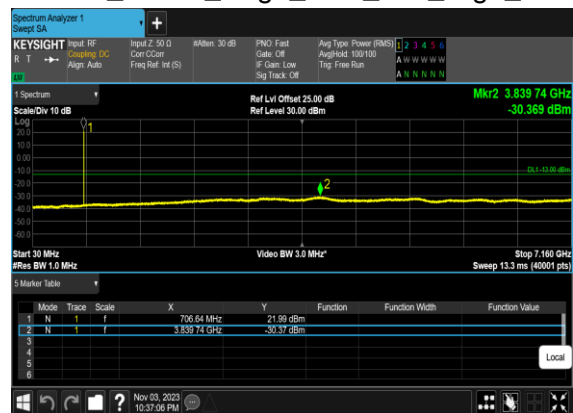 Spectrum Analyzer 1
Swept SA
+
KEYSIGHT
R T
Input: RF
Coupling: DC
Align: Auto
Input Z: 50 Ω
Corr CCorr
Freq Ref: Int (S)
#Atten: 30 dB
PNO: Fast
Gate: Off
IF Gain: Low
Sig Track: Off
Avg Type: Power (RMS)
Avg|Hold: 100/100
Trig: Free Run
1 2 3 4 5 6
A W W W W W
A N N N N N
1 Spectrum
Scale/Div 10 dB
Log
Ref Lvl Offset 25.00 dB
Ref Level 30.00 dBm
Mkr2 3.839 74 GHz
-30.369 dBm
20.0
10.0
0.00
-10.0
-20.0
-30.0
-40.0
-50.0
-60.0
1
2
DL1 -13.00 dBm
Start 30 MHz
#Res BW 1.0 MHz
Video BW 3.0 MHz*
Stop 7.160 GHz
Sweep 13.3 ms (40001 pts)
5 Marker Table
Mode Trace Scale X Y Function Function Width Function Value
1 N 1 f 706.64 MHz 21.99 dBm
2 N 1 f 3.839 74 GHz -30.37 dBm
3
4
5
6
Local
?
Nov 03, 2023
10:37:06 PM